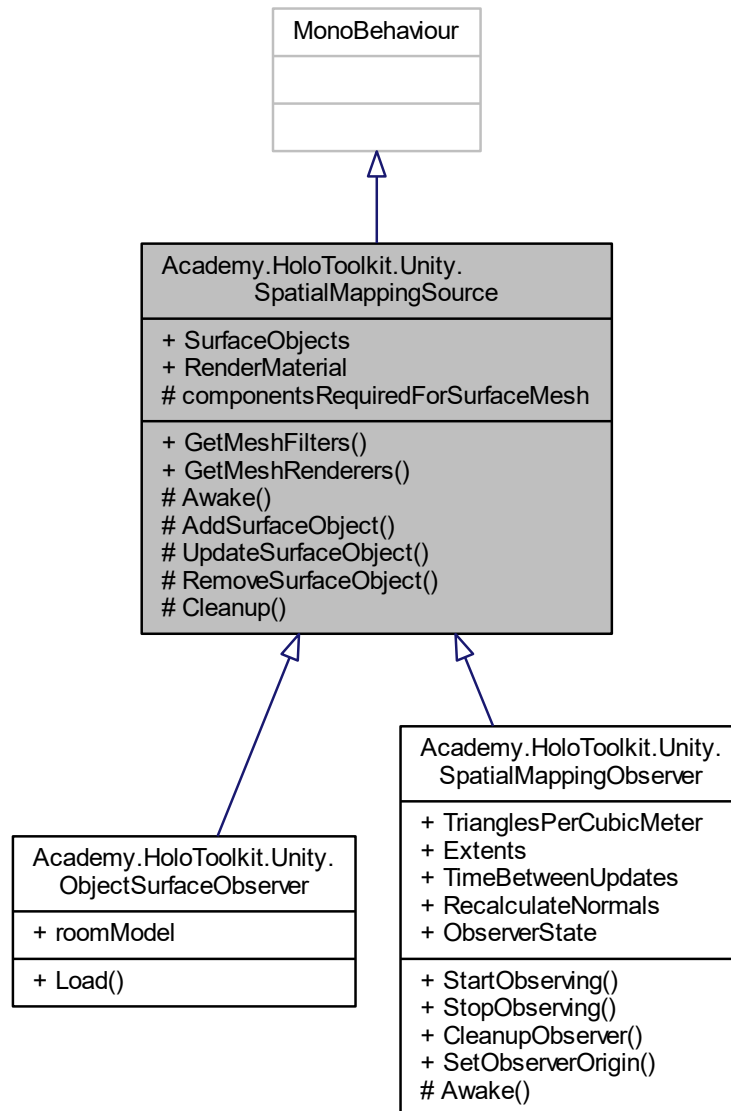 MonoBehaviour
Academy.HoloToolkit.Unity.
SpatialMappingSource
+ SurfaceObjects
+ RenderMaterial
# componentsRequiredForSurfaceMesh
+ GetMeshFilters()
+ GetMeshRenderers()
# Awake()
# AddSurfaceObject()
# UpdateSurfaceObject()
# RemoveSurfaceObject()
# Cleanup()
Academy.HoloToolkit.Unity.
ObjectSurfaceObserver
+ roomModel
+ Load()
Academy.HoloToolkit.Unity.
SpatialMappingObserver
+ TrianglesPerCubicMeter
+ Extents
+ TimeBetweenUpdates
+ RecalculateNormals
+ ObserverState
+ StartObserving()
+ StopObserving()
+ CleanupObserver()
+ SetObserverOrigin()
# Awake()